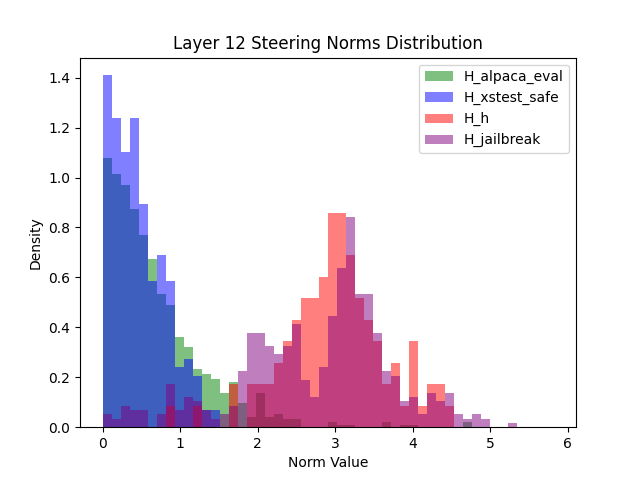 Layer 12 Steering Norms Distribution
H_alpaca_eval
H_xstest_safe
H_h
H_jailbreak
Density
1.4
1.2
1.0
0.8
0.6
0.4
0.2
0.0
0 1 2 3 4 5 6
Norm Value